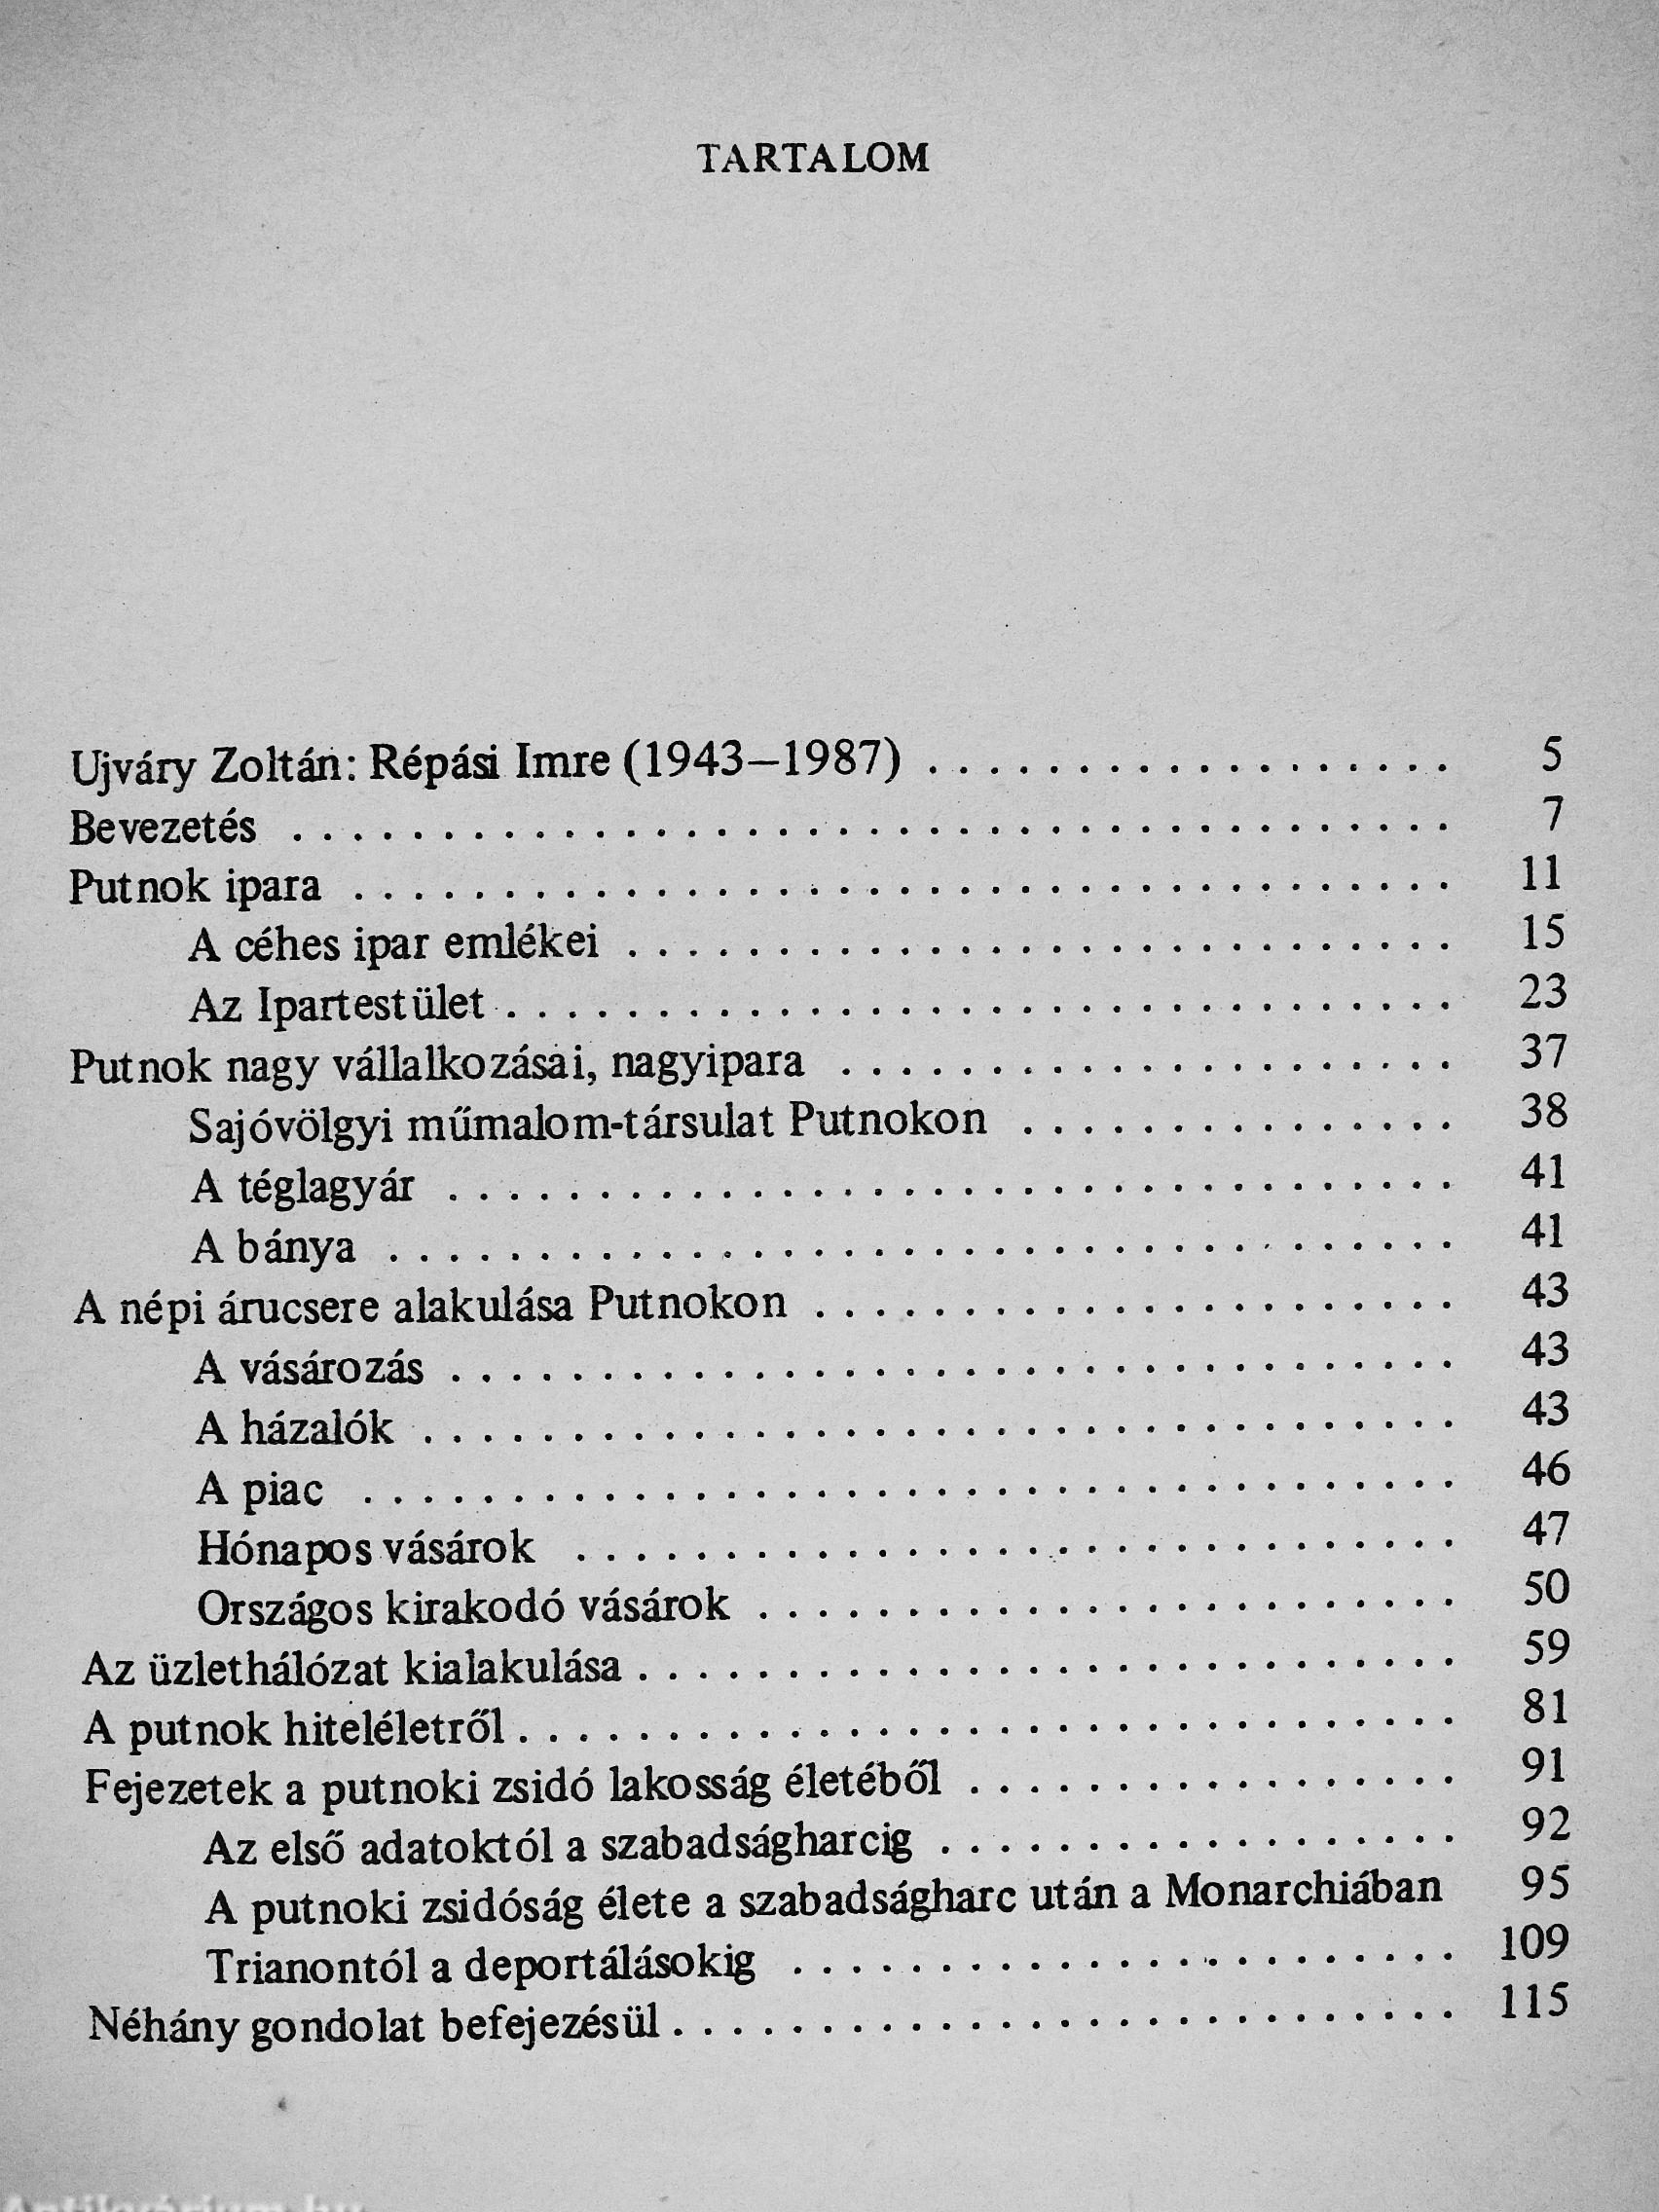 TARTALOM
Ujváry Zoltán: Répási Imre (1943–1987) . . . . . . . . . . . . . . . . . . 5
Bevezetés . . . . . . . . . . . . . . . . . . . . . . . . . . . . . . . . . . . . . . . 7
Putnok ipara . . . . . . . . . . . . . . . . . . . . . . . . . . . . . . . . . . . . . 11
A céhes ipar emlékei . . . . . . . . . . . . . . . . . . . . . . . . . . . . 15
Az Ipartestület . . . . . . . . . . . . . . . . . . . . . . . . . . . . . . . . 23
Putnok nagy vállalkozásai, nagyipara . . . . . . . . . . . . . . . . . . . . . 37
Sajóvölgyi műmalom-társulat Putnokon . . . . . . . . . . . . . . . 38
A téglagyár . . . . . . . . . . . . . . . . . . . . . . . . . . . . . . . . . . 41
A bánya . . . . . . . . . . . . . . . . . . . . . . . . . . . . . . . . . . . . 41
A népi árucsere alakulása Putnokon . . . . . . . . . . . . . . . . . . . . . . 43
A vásározás . . . . . . . . . . . . . . . . . . . . . . . . . . . . . . . . . . 43
A házalók . . . . . . . . . . . . . . . . . . . . . . . . . . . . . . . . . . . 43
A piac . . . . . . . . . . . . . . . . . . . . . . . . . . . . . . . . . . . . . 46
Hónapos vásárok . . . . . . . . . . . . . . . . . . . . . . . . . . . . . . 47
Országos kirakodó vásárok . . . . . . . . . . . . . . . . . . . . . . . . 50
Az üzlethálózat kialakulása . . . . . . . . . . . . . . . . . . . . . . . . . . . . 59
A putnok hiteléletről . . . . . . . . . . . . . . . . . . . . . . . . . . . . . . . . 81
Fejezetek a putnoki zsidó lakosság életéből . . . . . . . . . . . . . . . . . 91
Az első adatoktól a szabadságharcig . . . . . . . . . . . . . . . . . . 92
A putnoki zsidóság élete a szabadságharc után a Monarchiában 95
Trianontól a deportálásokig . . . . . . . . . . . . . . . . . . . . . . . 109
Néhány gondolat befejezésül . . . . . . . . . . . . . . . . . . . . . . . . . . . 115